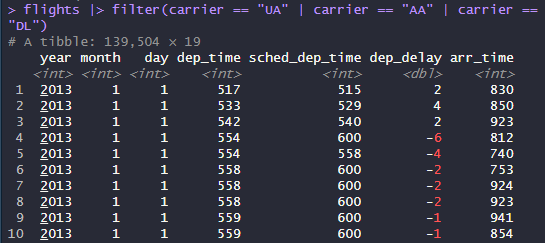 > flights |> filter(carrier == "UA" | carrier == "AA" | carrier ==
"DL")
# A tibble: 139,504 × 19
year month day dep_time sched_dep_time dep_delay arr_time
<int> <int> <int> <int> <int> <dbl> <int>
1 2013 1 1 517 515 2 830
2 2013 1 1 533 529 4 850
3 2013 1 1 542 540 2 923
4 2013 1 1 554 600 -6 812
5 2013 1 1 554 558 -4 740
6 2013 1 1 558 600 -2 753
7 2013 1 1 558 600 -2 924
8 2013 1 1 558 600 -2 923
9 2013 1 1 559 600 -1 941
10 2013 1 1 559 600 -1 854